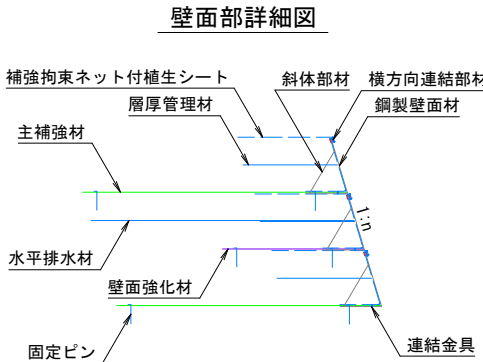 壁面部詳細図
補強拘束ネット付植生シート
斜体部材
横方向連結部材
層厚管理材
鋼製壁面材
主補強材
1:n
水平排水材
壁面強化材
固定ピン
連結金具